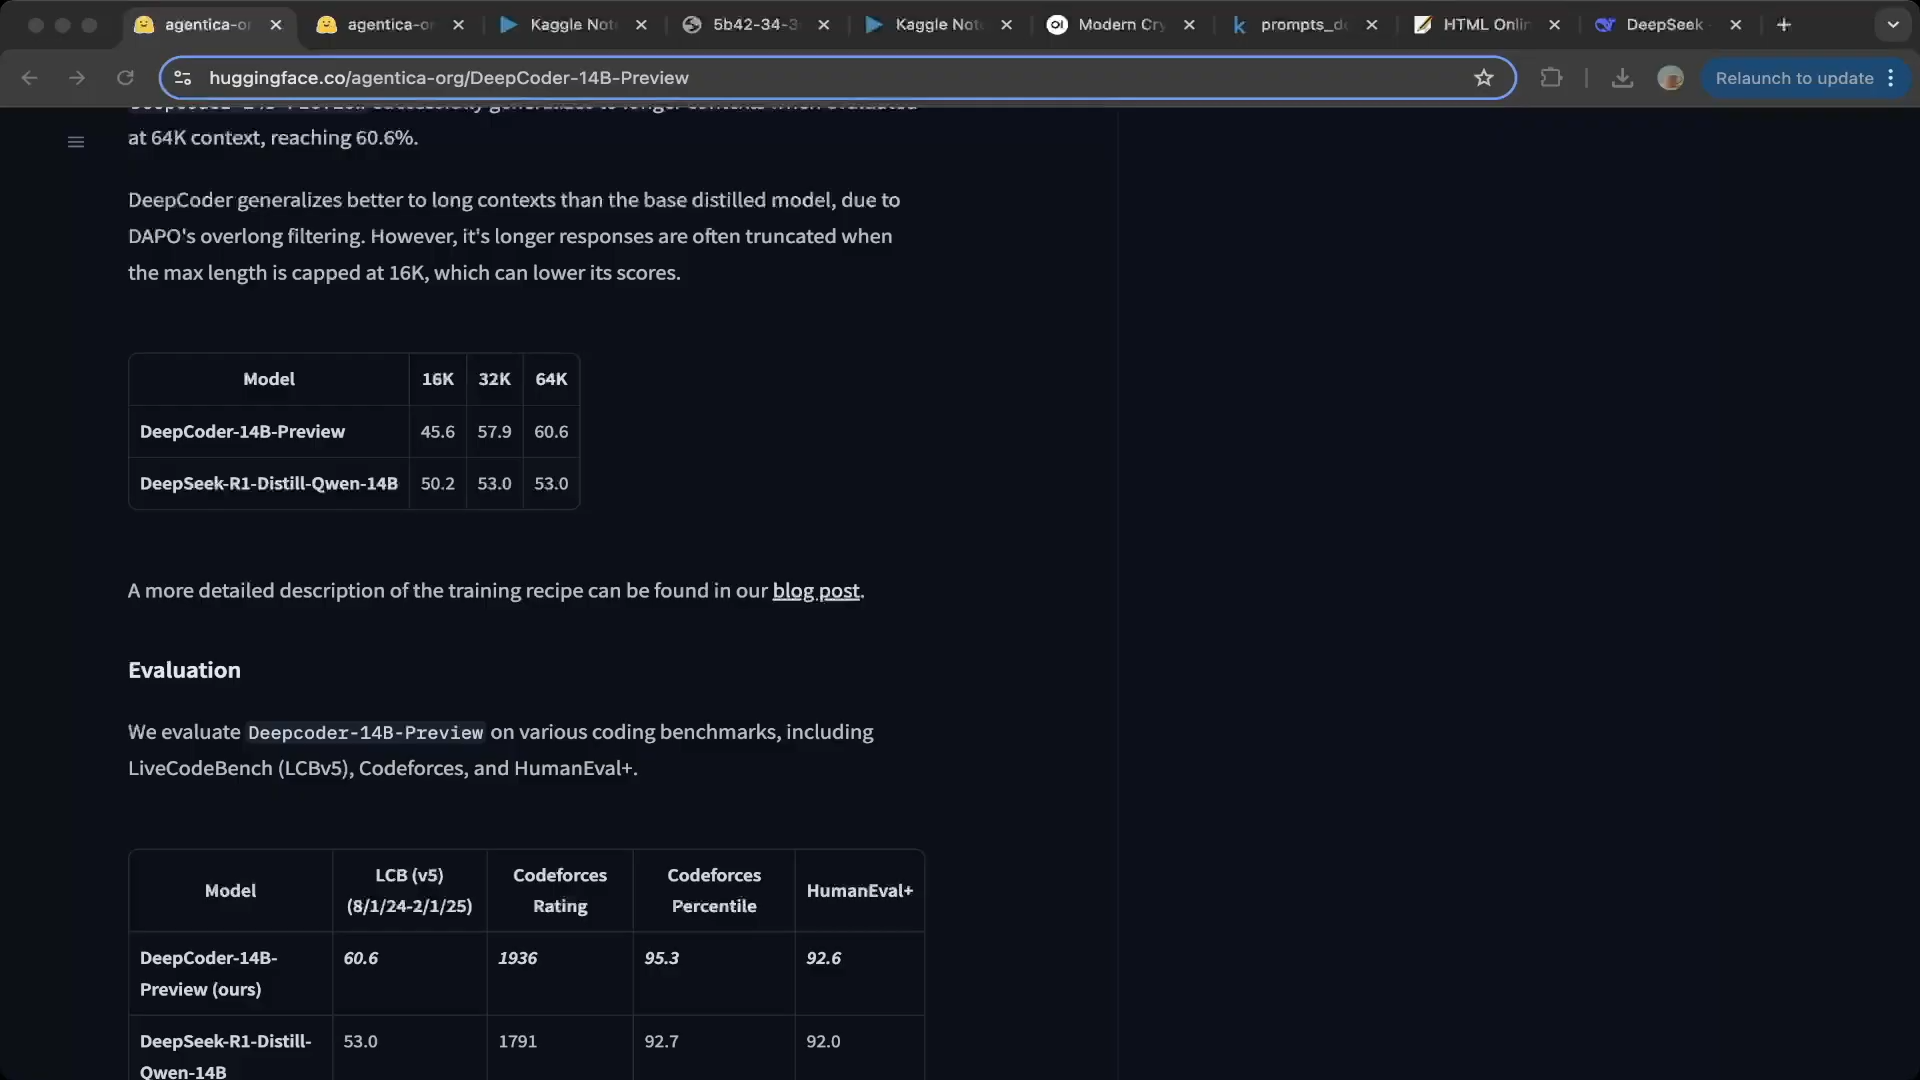 agentica-or
agentica-or
Kaggle Not
5b42-34-3
Kaggle Not
Modern Cry
prompts_de
HTML Onlin
DeepSeek
huggingface.co/agentica-org/DeepCoder-14B-Preview
Relaunch to update
at 64K context, reaching 60.6%.
DeepCoder generalizes better to long contexts than the base distilled model, due to
DAPO's overlong filtering. However, it's longer responses are often truncated when
the max length is capped at 16K, which can lower its scores.
Model 16K 32K 64K
DeepCoder-14B-Preview 45.6 57.9 60.6
DeepSeek-R1-Distill-Qwen-14B 50.2 53.0 53.0
A more detailed description of the training recipe can be found in our blog post.
Evaluation
We evaluate Deepcoder-14B-Preview on various coding benchmarks, including
LiveCodeBench (LCBv5), Codeforces, and HumanEval+.
Model
LCB (v5)
(8/1/24-2/1/25)
Codeforces
Rating
Codeforces
Percentile
HumanEval+
DeepCoder-14B-
Preview (ours)
60.6
1936
95.3
92.6
DeepSeek-R1-Distill-
Qwen-14B
53.0
1791
92.7
92.0